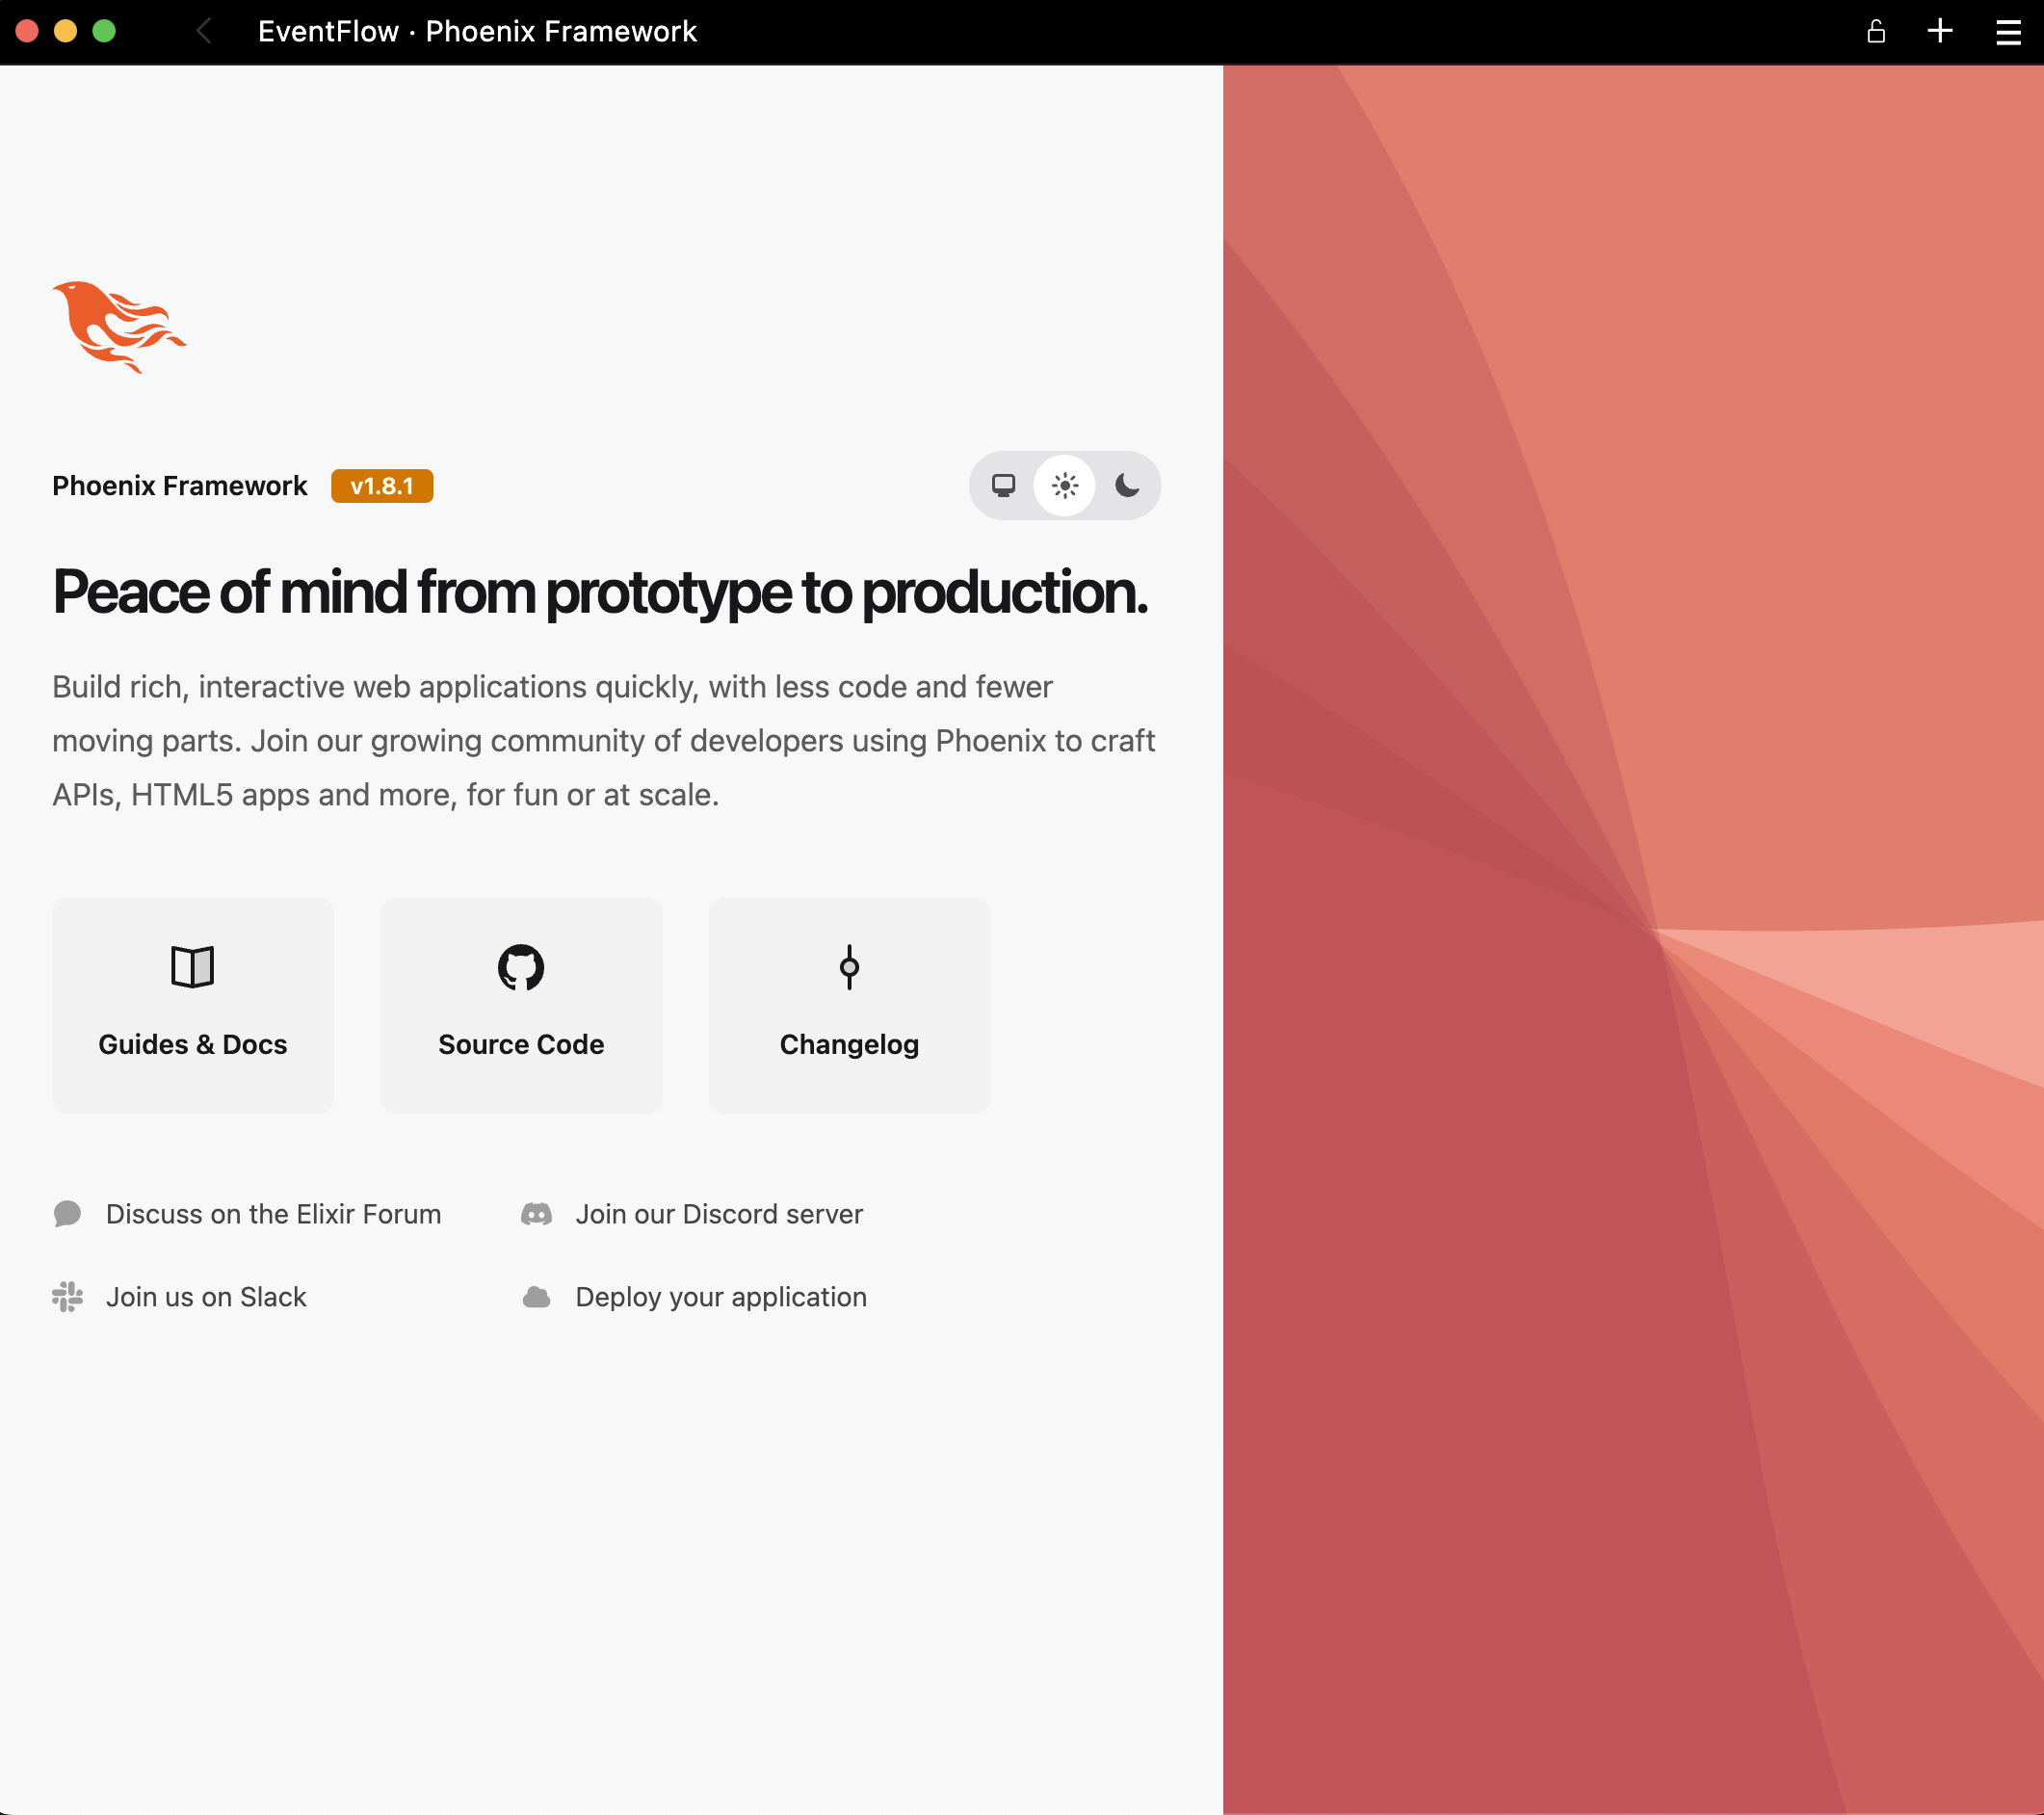 EventFlow · Phoenix Framework
Phoenix Framework v1.8.1
Peace of mind from prototype to production.
Build rich, interactive web applications quickly, with less code and fewer
moving parts. Join our growing community of developers using Phoenix to craft
APIs, HTML5 apps and more, for fun or at scale.
Guides & Docs
Source Code
Changelog
Discuss on the Elixir Forum
Join our Discord server
Join us on Slack
Deploy your application